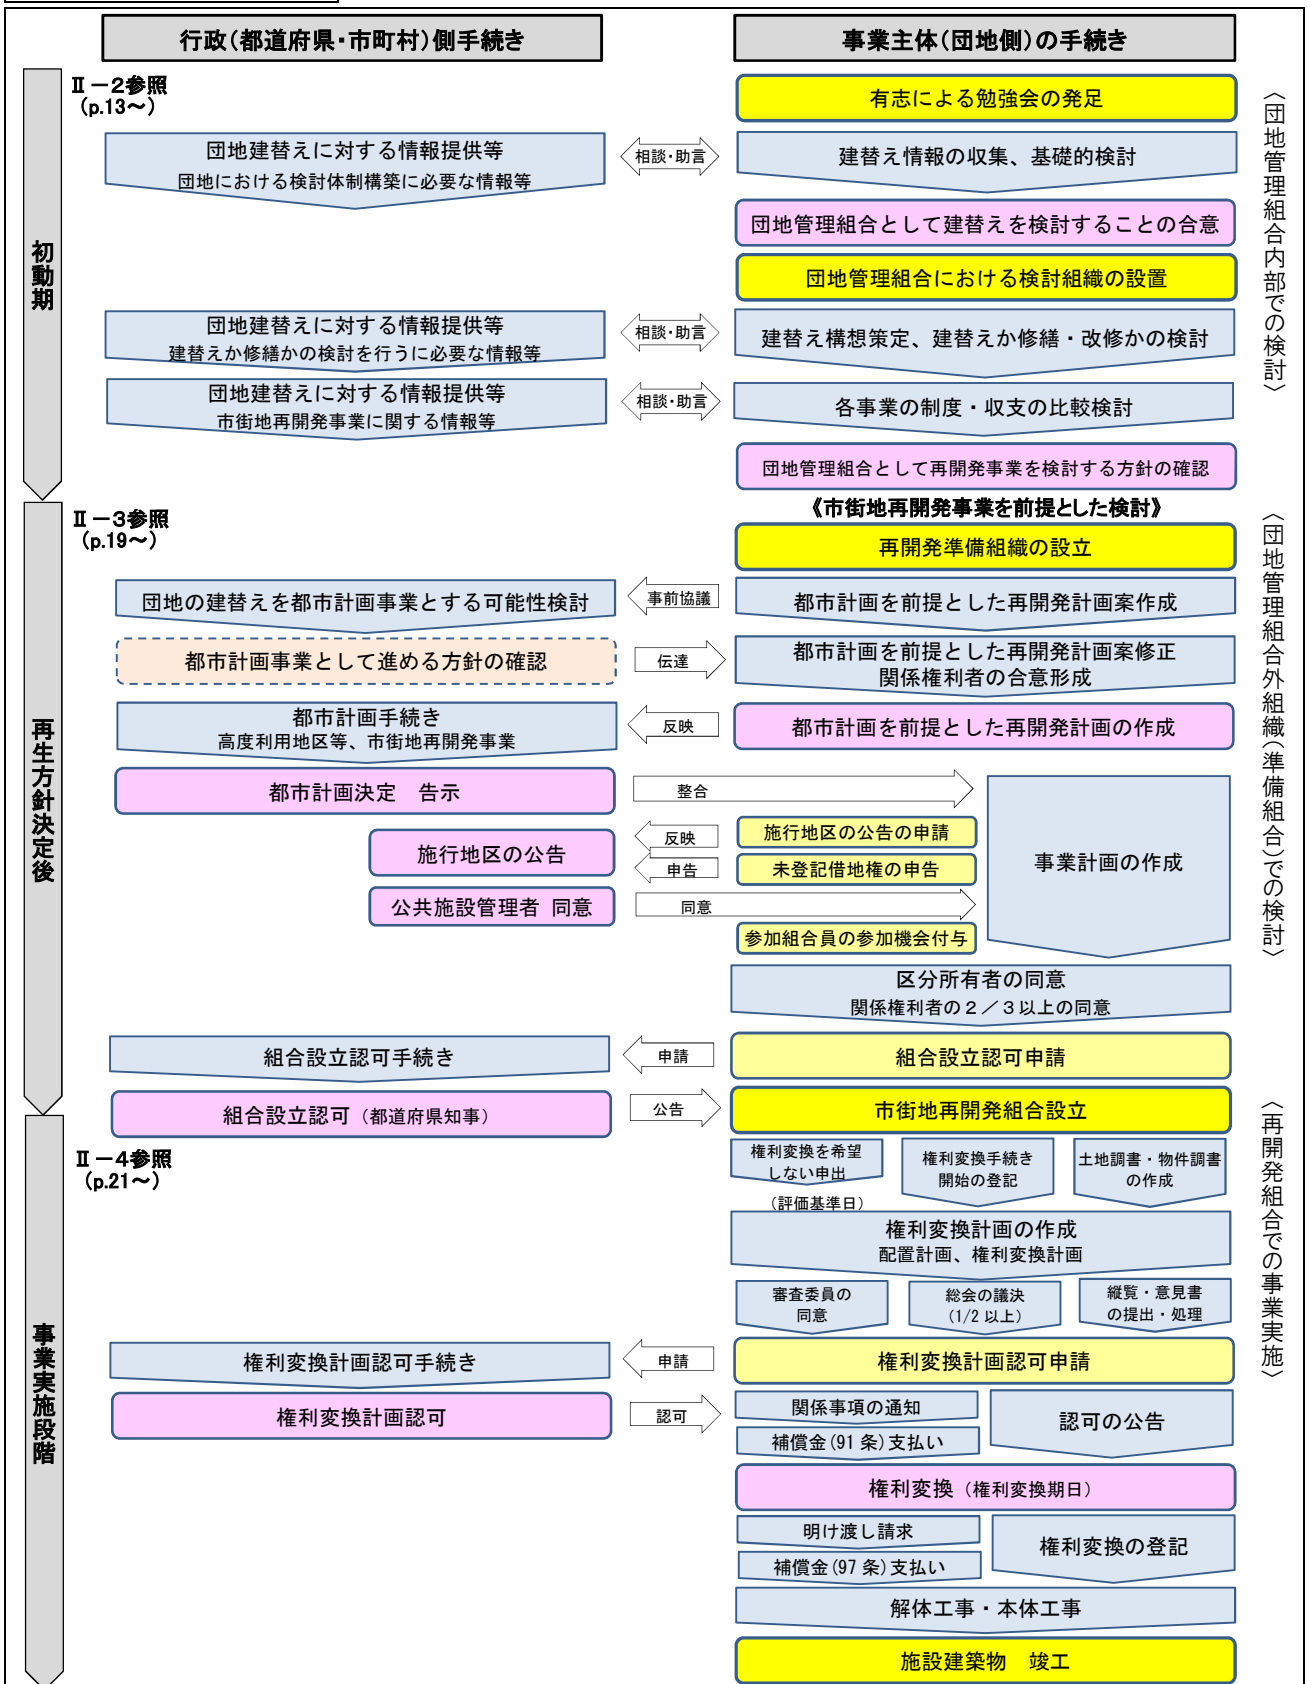 行政（都道府県・市町村）側手続き
事業主体（団地側）の手続き
初動期
Ⅱ－2参照
（p.13～）
有志による勉強会の発足
〈団地管理組合内部での検討〉
団地建替えに対する情報提供等
団地における検討体制構築に必要な情報等
相談・助言
建替え情報の収集、基礎的検討
団地管理組合として建替えを検討することの合意
団地管理組合における検討組織の設置
団地建替えに対する情報提供等
建替えか修繕かの検討を行うに必要な情報等
相談・助言
建替え構想策定、建替えか修繕・改修かの検討
団地建替えに対する情報提供等
市街地再開発事業に関する情報等
相談・助言
各事業の制度・収支の比較検討
団地管理組合として再開発事業を検討する方針の確認
再生方針決定後
Ⅱ－3参照
（p.19～）
《市街地再開発事業を前提とした検討》
再開発準備組織の設立
〈団地管理組合外組織（準備組合）での検討〉
団地の建替えを都市計画事業とする可能性検討
事前協議
都市計画を前提とした再開発計画案作成
都市計画事業として進める方針の確認
伝達
都市計画を前提とした再開発計画案修正
関係権利者の合意形成
都市計画手続き
高度利用地区等、市街地再開発事業
反映
都市計画を前提とした再開発計画の作成
都市計画決定　告示
整合
事業計画の作成
施行地区の公告
反映
施行地区の公告の申請
申告
未登記借地権の申告
公共施設管理者 同意
同意
参加組合員の参加機会付与
区分所有者の同意
関係権利者の２／３以上の同意
組合設立認可手続き
申請
組合設立認可申請
組合設立認可（都道府県知事）
公告
市街地再開発組合設立
事業実施段階
Ⅱ－4参照
（p.21～）
〈再開発組合での事業実施〉
権利変換を希望
しない申出
（評価基準日）
権利変換手続き
開始の登記
土地調書・物件調書
の作成
権利変換計画の作成
配置計画、権利変換計画
審査委員の
同意
総会の議決
（1/2 以上）
縦覧・意見書
の提出・処理
権利変換計画認可手続き
申請
権利変換計画認可申請
権利変換計画認可
認可
関係事項の通知
補償金(91 条)支払い
認可の公告
権利変換（権利変換期日）
明け渡し請求
補償金(97 条)支払い
権利変換の登記
解体工事・本体工事
施設建築物　竣工